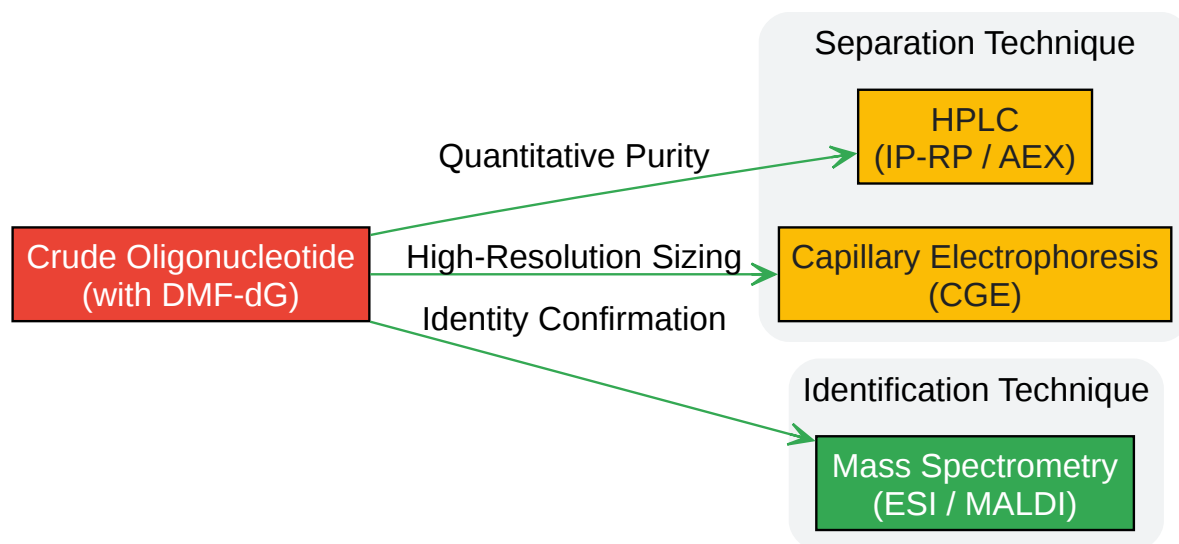 Separation Technique
HPLC
(IP-RP / AEX)
Quantitative Purity
Crude Oligonucleotide
(with DMF-dG)
High-Resolution Sizing
Capillary Electrophoresis
(CGE)
Identity Confirmation
Identification Technique
Mass Spectrometry
(ESI / MALDI)